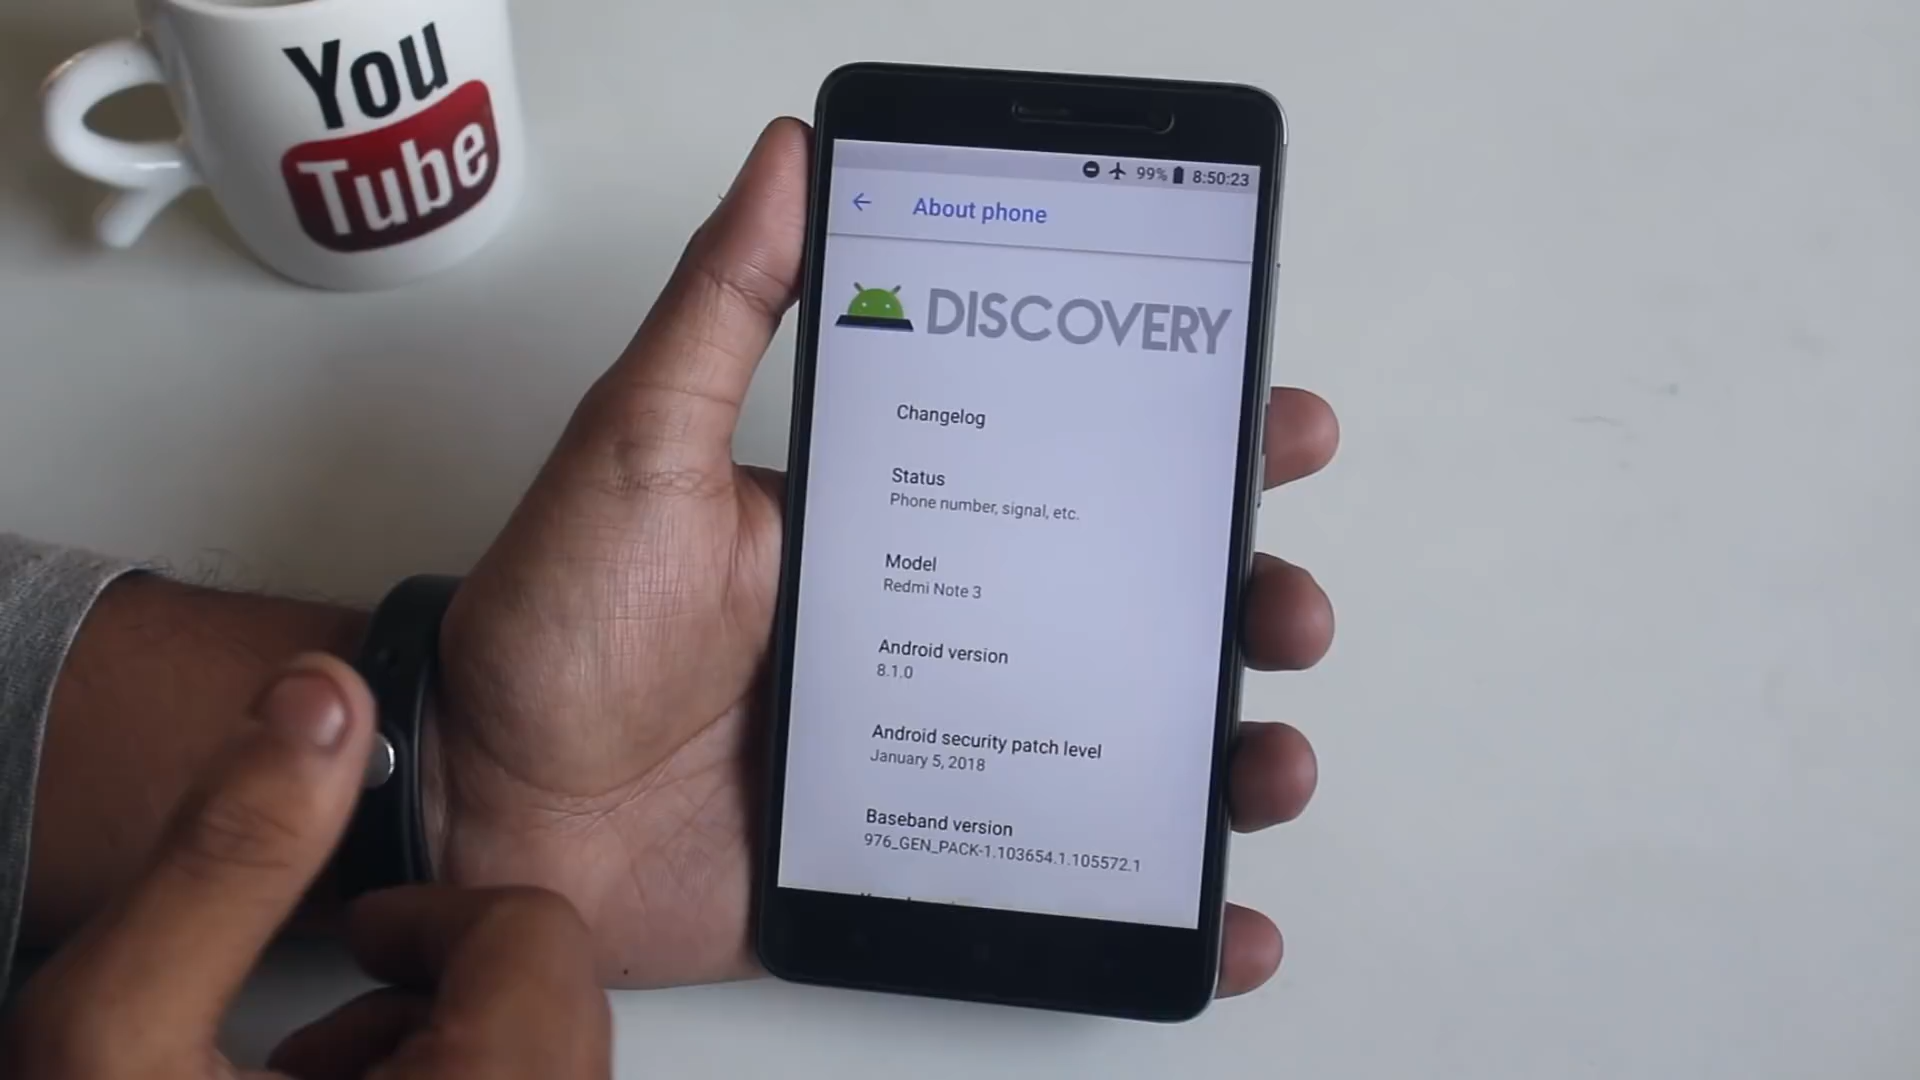 You
Tube
99% 8:50:23
About phone
DISCOVERY
Changelog
Status
Phone number, signal, etc.
Model
Redmi Note 3
Android version
8.1.0
Android security patch level
January 5, 2018
Baseband version
976_GEN_PACK-1.103654.1.105572.1